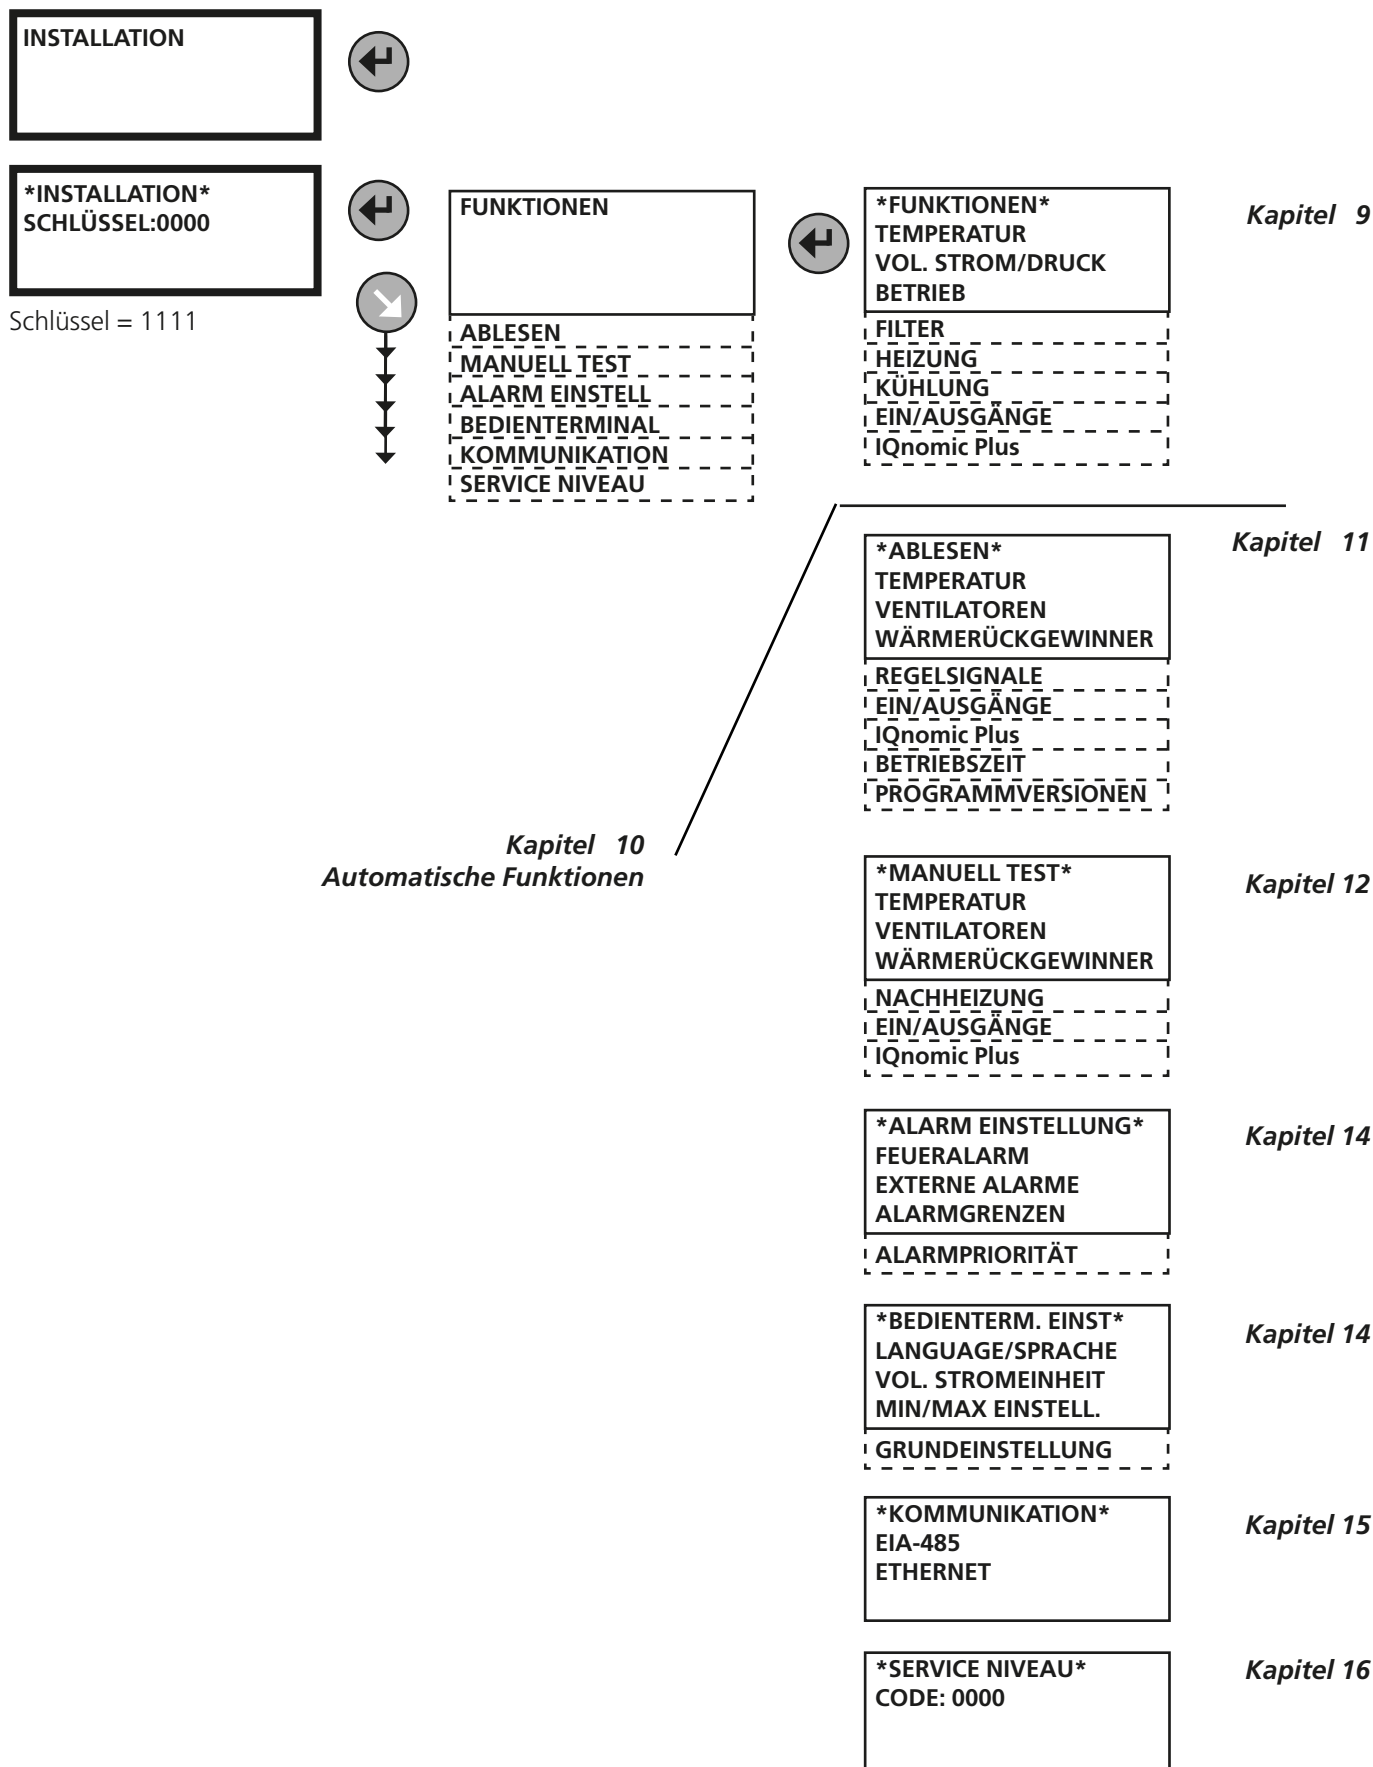 INSTALLATION
*INSTALLATION*
SCHLÜSSEL:0000
Schlüssel = 1111
FUNKTIONEN
ABLESEN
MANUELL TEST
ALARM EINSTELL
BEDIENTERMINAL
KOMMUNIKATION
SERVICE NIVEAU
*FUNKTIONEN*
TEMPERATUR
VOL. STROM/DRUCK
BETRIEB
FILTER
HEIZUNG
KÜHLUNG
EIN/AUSGÄNGE
IQnomic Plus
Kapitel 9
Kapitel 10
Automatische Funktionen
*ABLESEN*
TEMPERATUR
VENTILATOREN
WÄRMERÜCKGEWINNER
REGELSIGNALE
EIN/AUSGÄNGE
IQnomic Plus
BETRIEBSZEIT
PROGRAMMVERSIONEN
Kapitel 11
*MANUELL TEST*
TEMPERATUR
VENTILATOREN
WÄRMERÜCKGEWINNER
NACHHEIZUNG
EIN/AUSGÄNGE
IQnomic Plus
Kapitel 12
*ALARM EINSTELLUNG*
FEUERALARM
EXTERNE ALARME
ALARMGRENZEN
ALARMPRIORITÄT
Kapitel 14
*BEDIENTERM. EINST*
LANGUAGE/SPRACHE
VOL. STROMEINHEIT
MIN/MAX EINSTELL.
GRUNDEINSTELLUNG
Kapitel 14
*KOMMUNIKATION*
EIA-485
ETHERNET
Kapitel 15
*SERVICE NIVEAU*
CODE: 0000
Kapitel 16